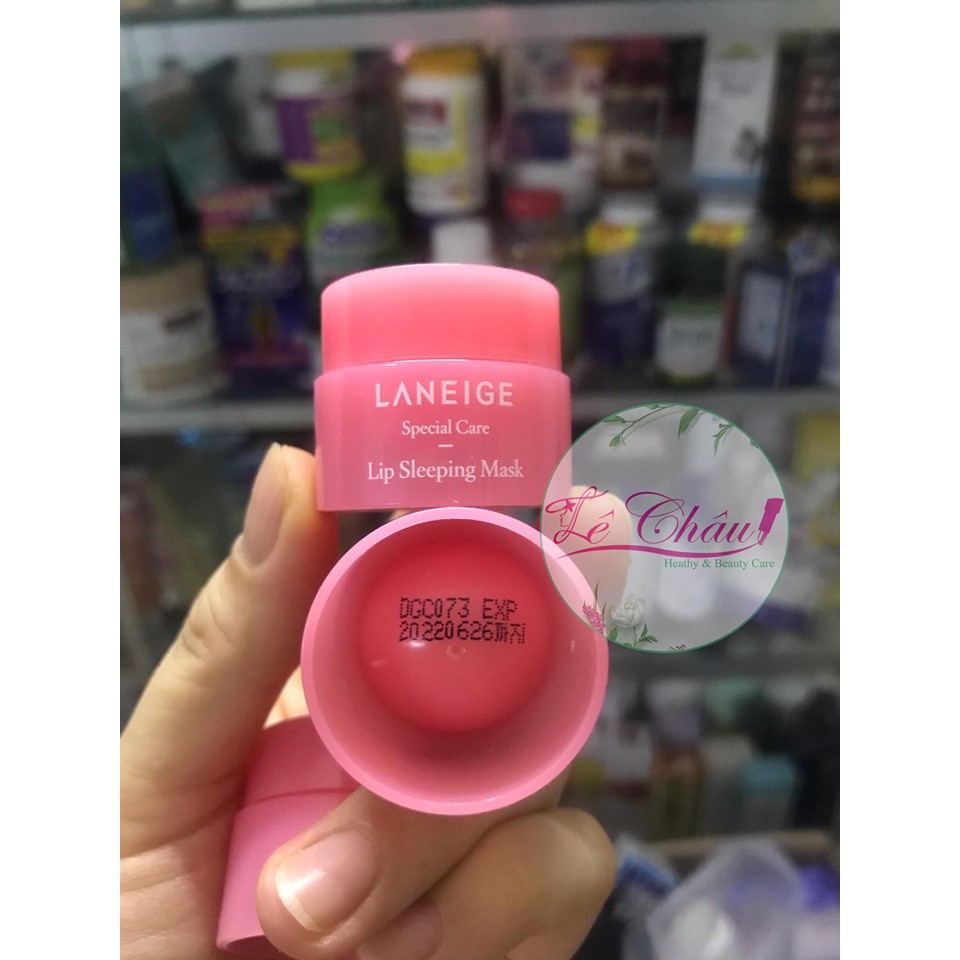 LANEIGE
Special Care
Lip Sleeping Mask
Lê Châu
Heathy & Beauty Care
DGC073 EXP
20220626까지